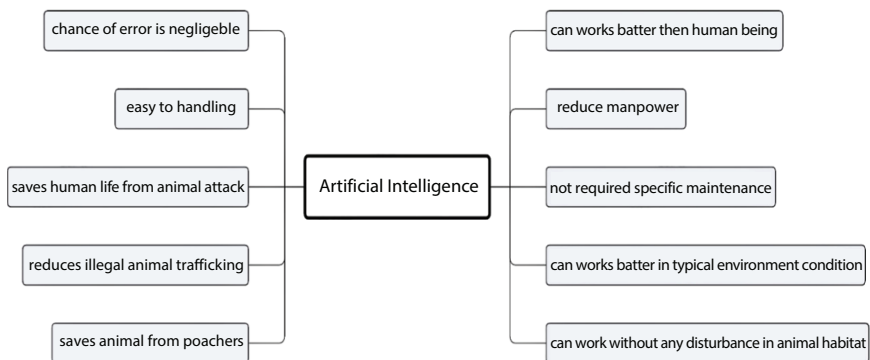 chance of error is negligeble
easy to handling
saves human life from animal attack
reduces illegal animal trafficking
saves animal from poachers
Artificial Intelligence
can works batter then human being
reduce manpower
not required specific maintenance
can works batter in typical environment condition
can work without any disturbance in animal habitat